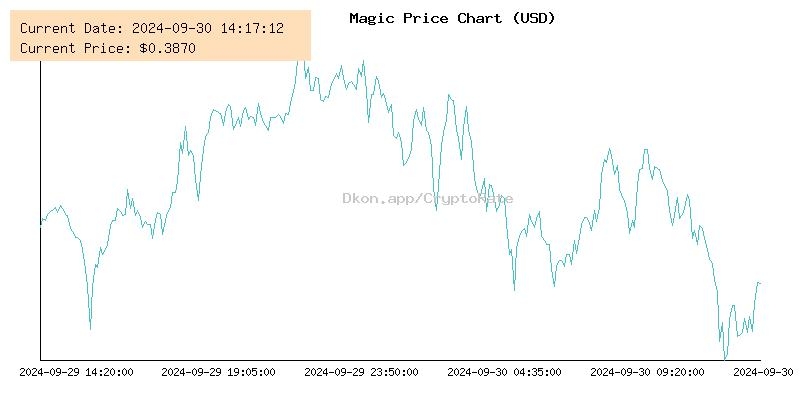 Magic Price Chart (USD)
Current Date: 2024-09-30 14:17:12
Current Price: $0.3870
Dkon.app/CryptoRate
2024-09-29 14:20:00 2024-09-29 19:05:00 2024-09-29 23:50:00 2024-09-30 04:35:00 2024-09-30 09:20:00 2024-09-30